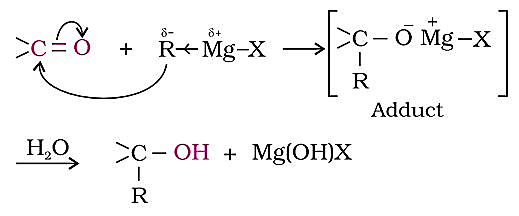 C = O + δ- R ← δ+ Mg–X → [C – O⁻ Mg⁺ –X]
R
Adduct
H₂O → C – OH + Mg(OH)X
R